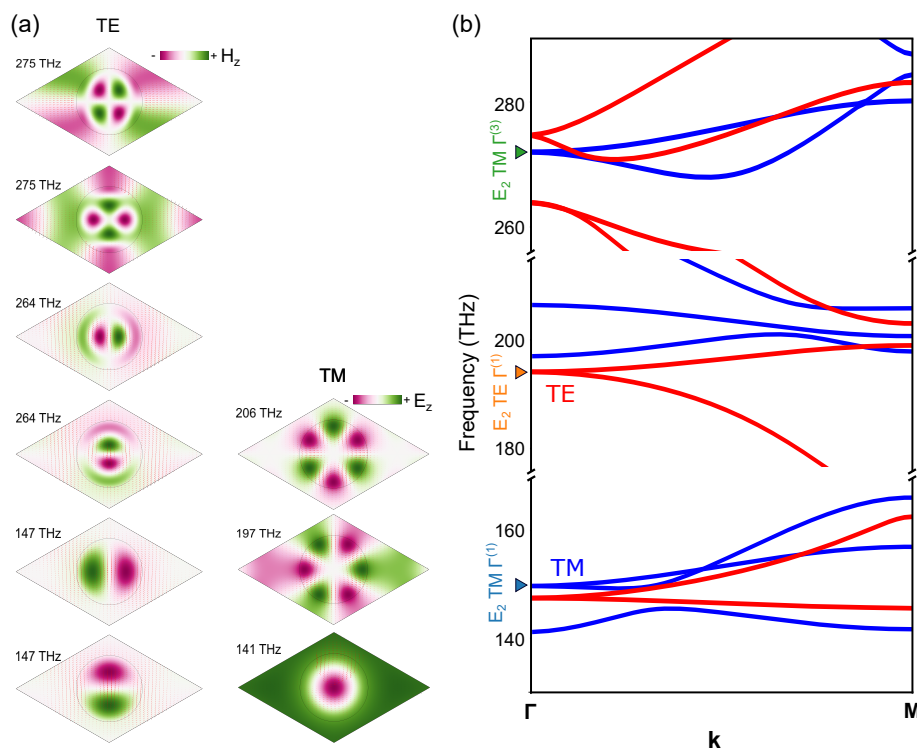 (a)
TE
- + H_z
275 THz
275 THz
264 THz
264 THz
147 THz
147 THz
TM
- + E_z
206 THz
197 THz
141 THz
(b)
Frequency (THz)
280
260
200
180
160
140
E₂ TM Γ⁽³⁾
E₂ TE Γ⁽¹⁾
E₂ TM Γ⁽¹⁾
TE
TM
Γ
M
k